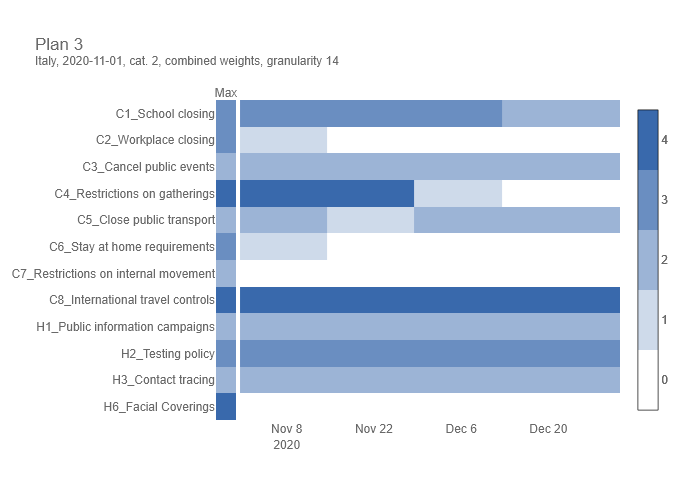 Plan 3
Italy, 2020-11-01, cat. 2, combined weights, granularity 14
Max
C1_School closing
C2_Workplace closing
C3_Cancel public events
C4_Restrictions on gatherings
C5_Close public transport
C6_Stay at home requirements
C7_Restrictions on internal movement
C8_International travel controls
H1_Public information campaigns
H2_Testing policy
H3_Contact tracing
H6_Facial Coverings
Nov 8
2020
Nov 22
Dec 6
Dec 20
4
3
2
1
0